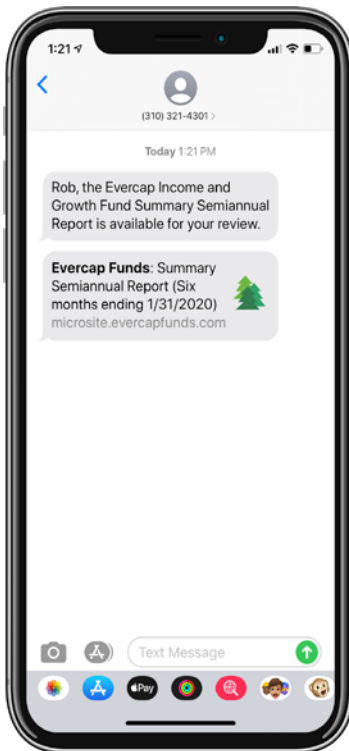 1:21
(310) 321-4301 >
Today 1:21 PM
Rob, the Evercap Income and
Growth Fund Summary Semiannual
Report is available for your review.
Evercap Funds: Summary
Semiannual Report (Six
months ending 1/31/2020)
microsite.evercapfunds.com
Text Message
Pay